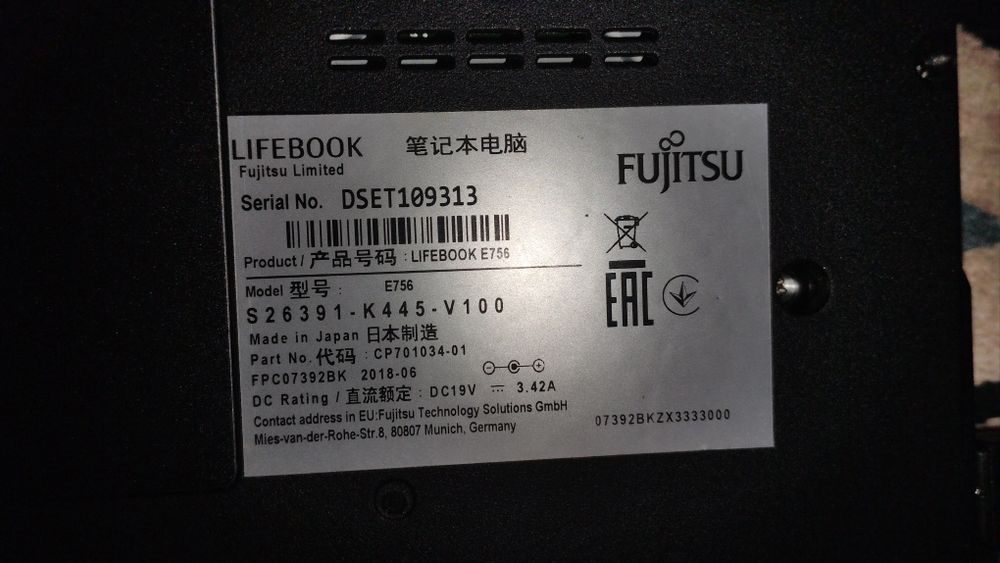 LIFEBOOK 笔记本电脑
Fujitsu Limited
FUJITSU
Serial No. DSET109313
Product / 产品号码 : LIFEBOOK E756
Model 型号 : E756
S26391-K445-V100
Made in Japan 日本制造
Part No. 代码 : CP701034-01
FPC07392BK 2018-06
DC Rating / 直流额定 : DC19V ⎓ 3.42A
Contact address in EU:Fujitsu Technology Solutions GmbH
Mies-van-der-Rohe-Str.8, 80807 Munich, Germany
EAC
07392BKZX3333000